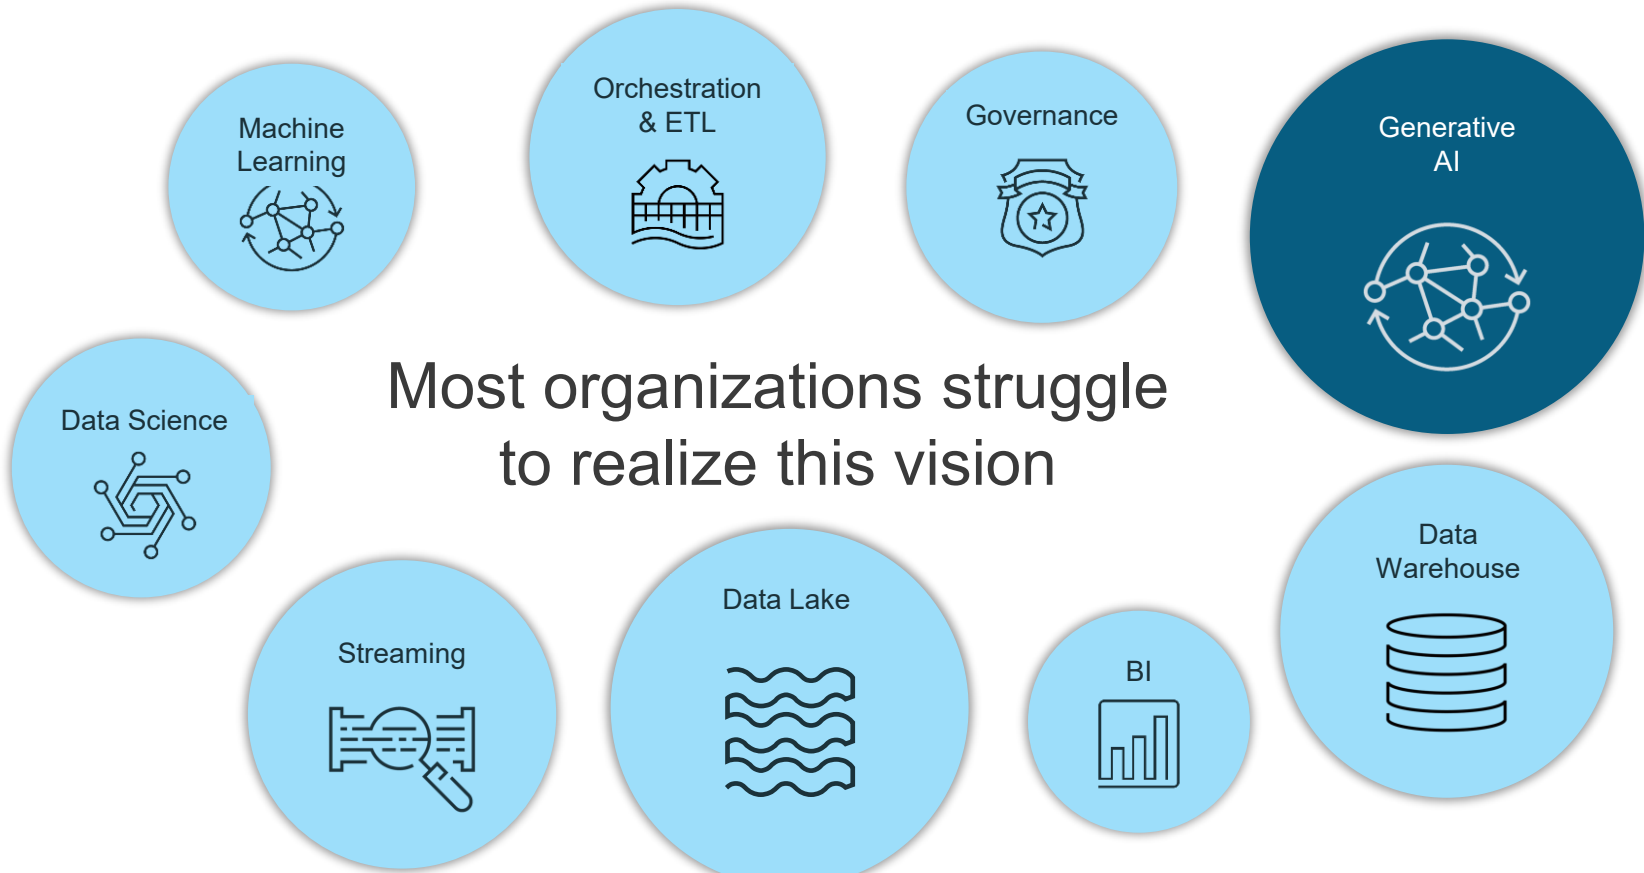 Machine
Learning
Orchestration
& ETL
Governance
Generative
AI
Most organizations struggle
to realize this vision
Data Science
Streaming
Data Lake
BI
Data
Warehouse